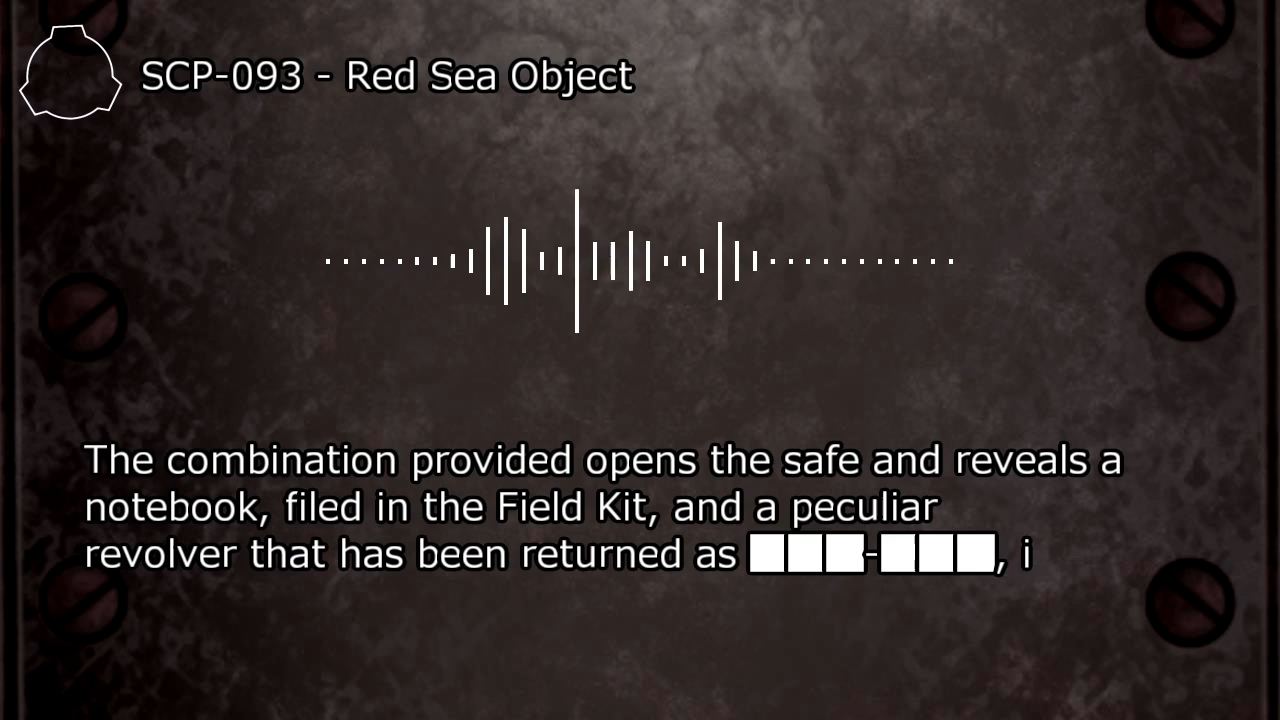 SCP-093 - Red Sea Object
The combination provided opens the safe and reveals a
notebook, filed in the Field Kit, and a peculiar
revolver that has been returned as ███-███, i